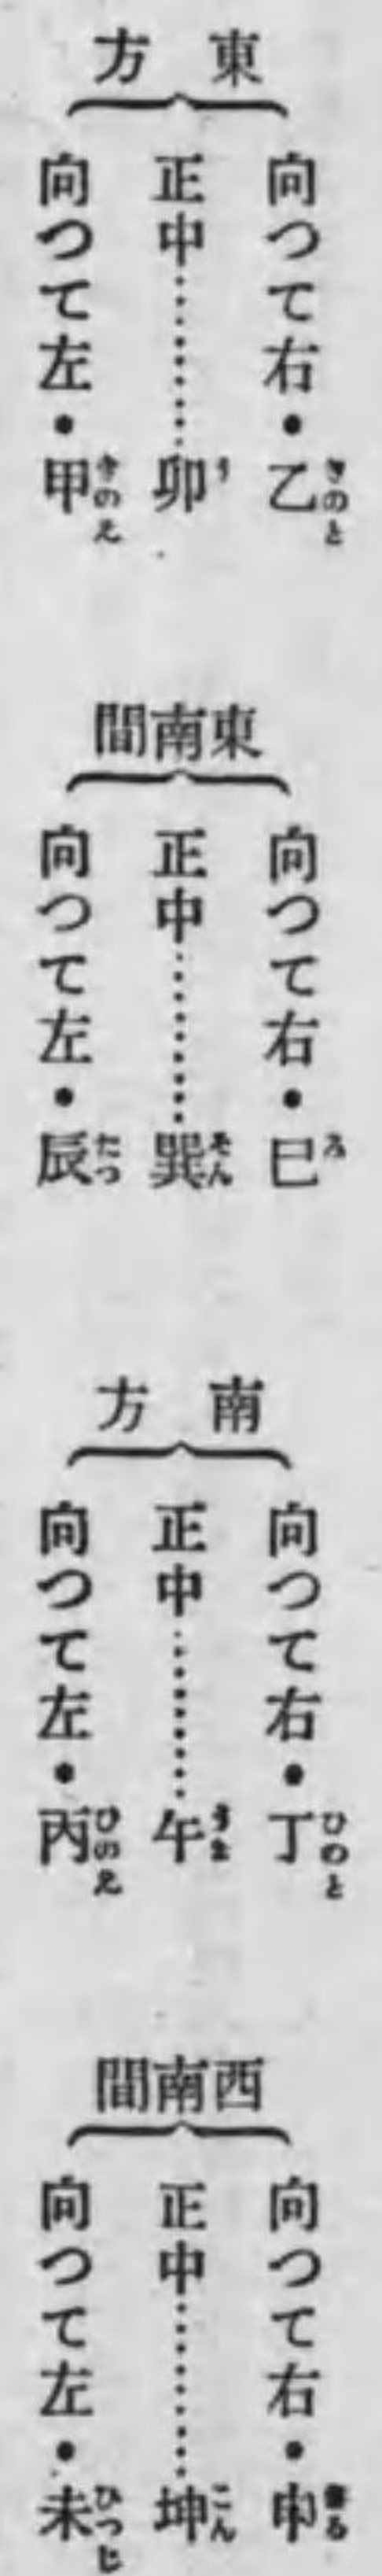 東方
向つて右・乙きのと
正中………卯う
向つて左・甲きのえ
東南間
向つて右・巳み
正中………巽そん
向つて左・辰たつ
南方
向つて右・丁ひのと
正中………午うま
向つて左・丙ひのえ
西南間
向つて右・申さる
正中………坤こん
向つて左・未ひつじ